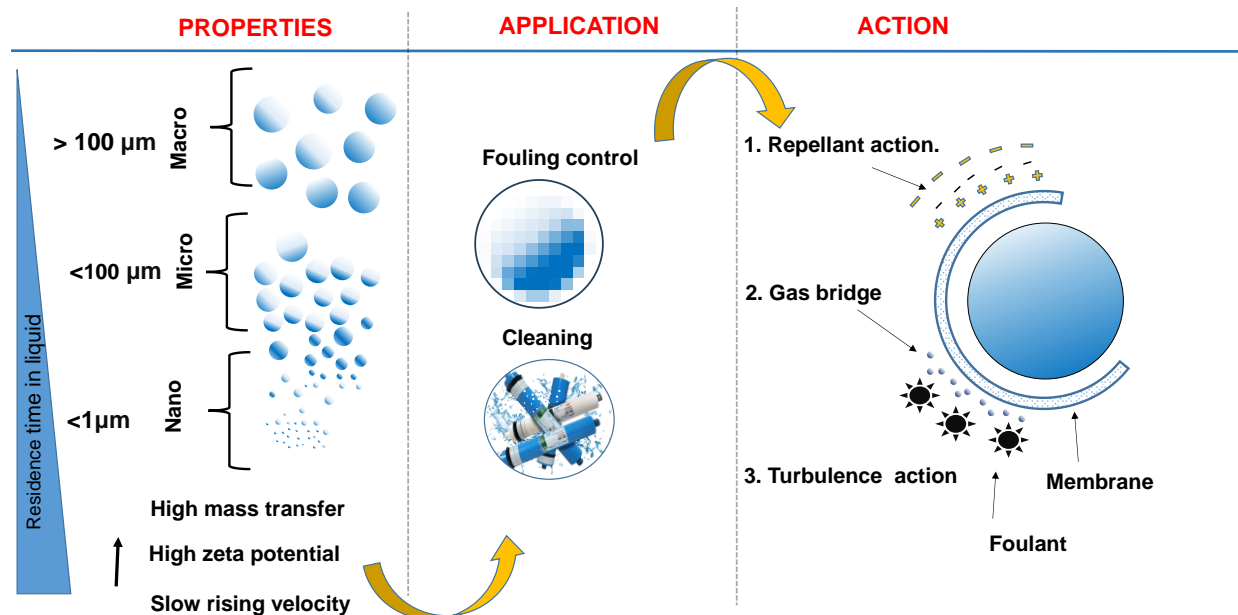 PROPERTIES
APPLICATION
ACTION
Residence time in liquid
> 100 µm
Macro
<100 µm
Micro
<1µm
Nano
High mass transfer
High zeta potential
Slow rising velocity
Fouling control
Cleaning
1. Repellant action.
2. Gas bridge
3. Turbulence action
Membrane
Foulant